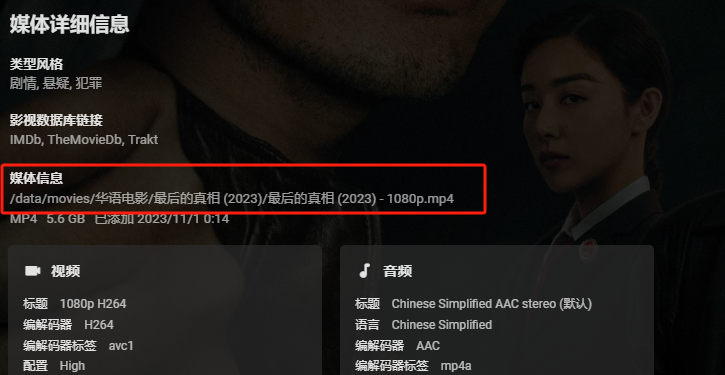 媒体详细信息
类型风格
剧情, 悬疑, 犯罪
影视数据库链接
IMDb, TheMovieDb, Trakt
媒体信息
/data/movies/华语电影/最后的真相 (2023)/最后的真相 (2023) - 1080p.mp4
MP4 5.6 GB 已添加 2023/11/1 0:14
视频
标题 1080p H264
编解码器 H264
编解码器标签 avc1
配置 High
音频
标题 Chinese Simplified AAC stereo (默认)
语言 Chinese Simplified
编解码器 AAC
编解码器标签 mp4a